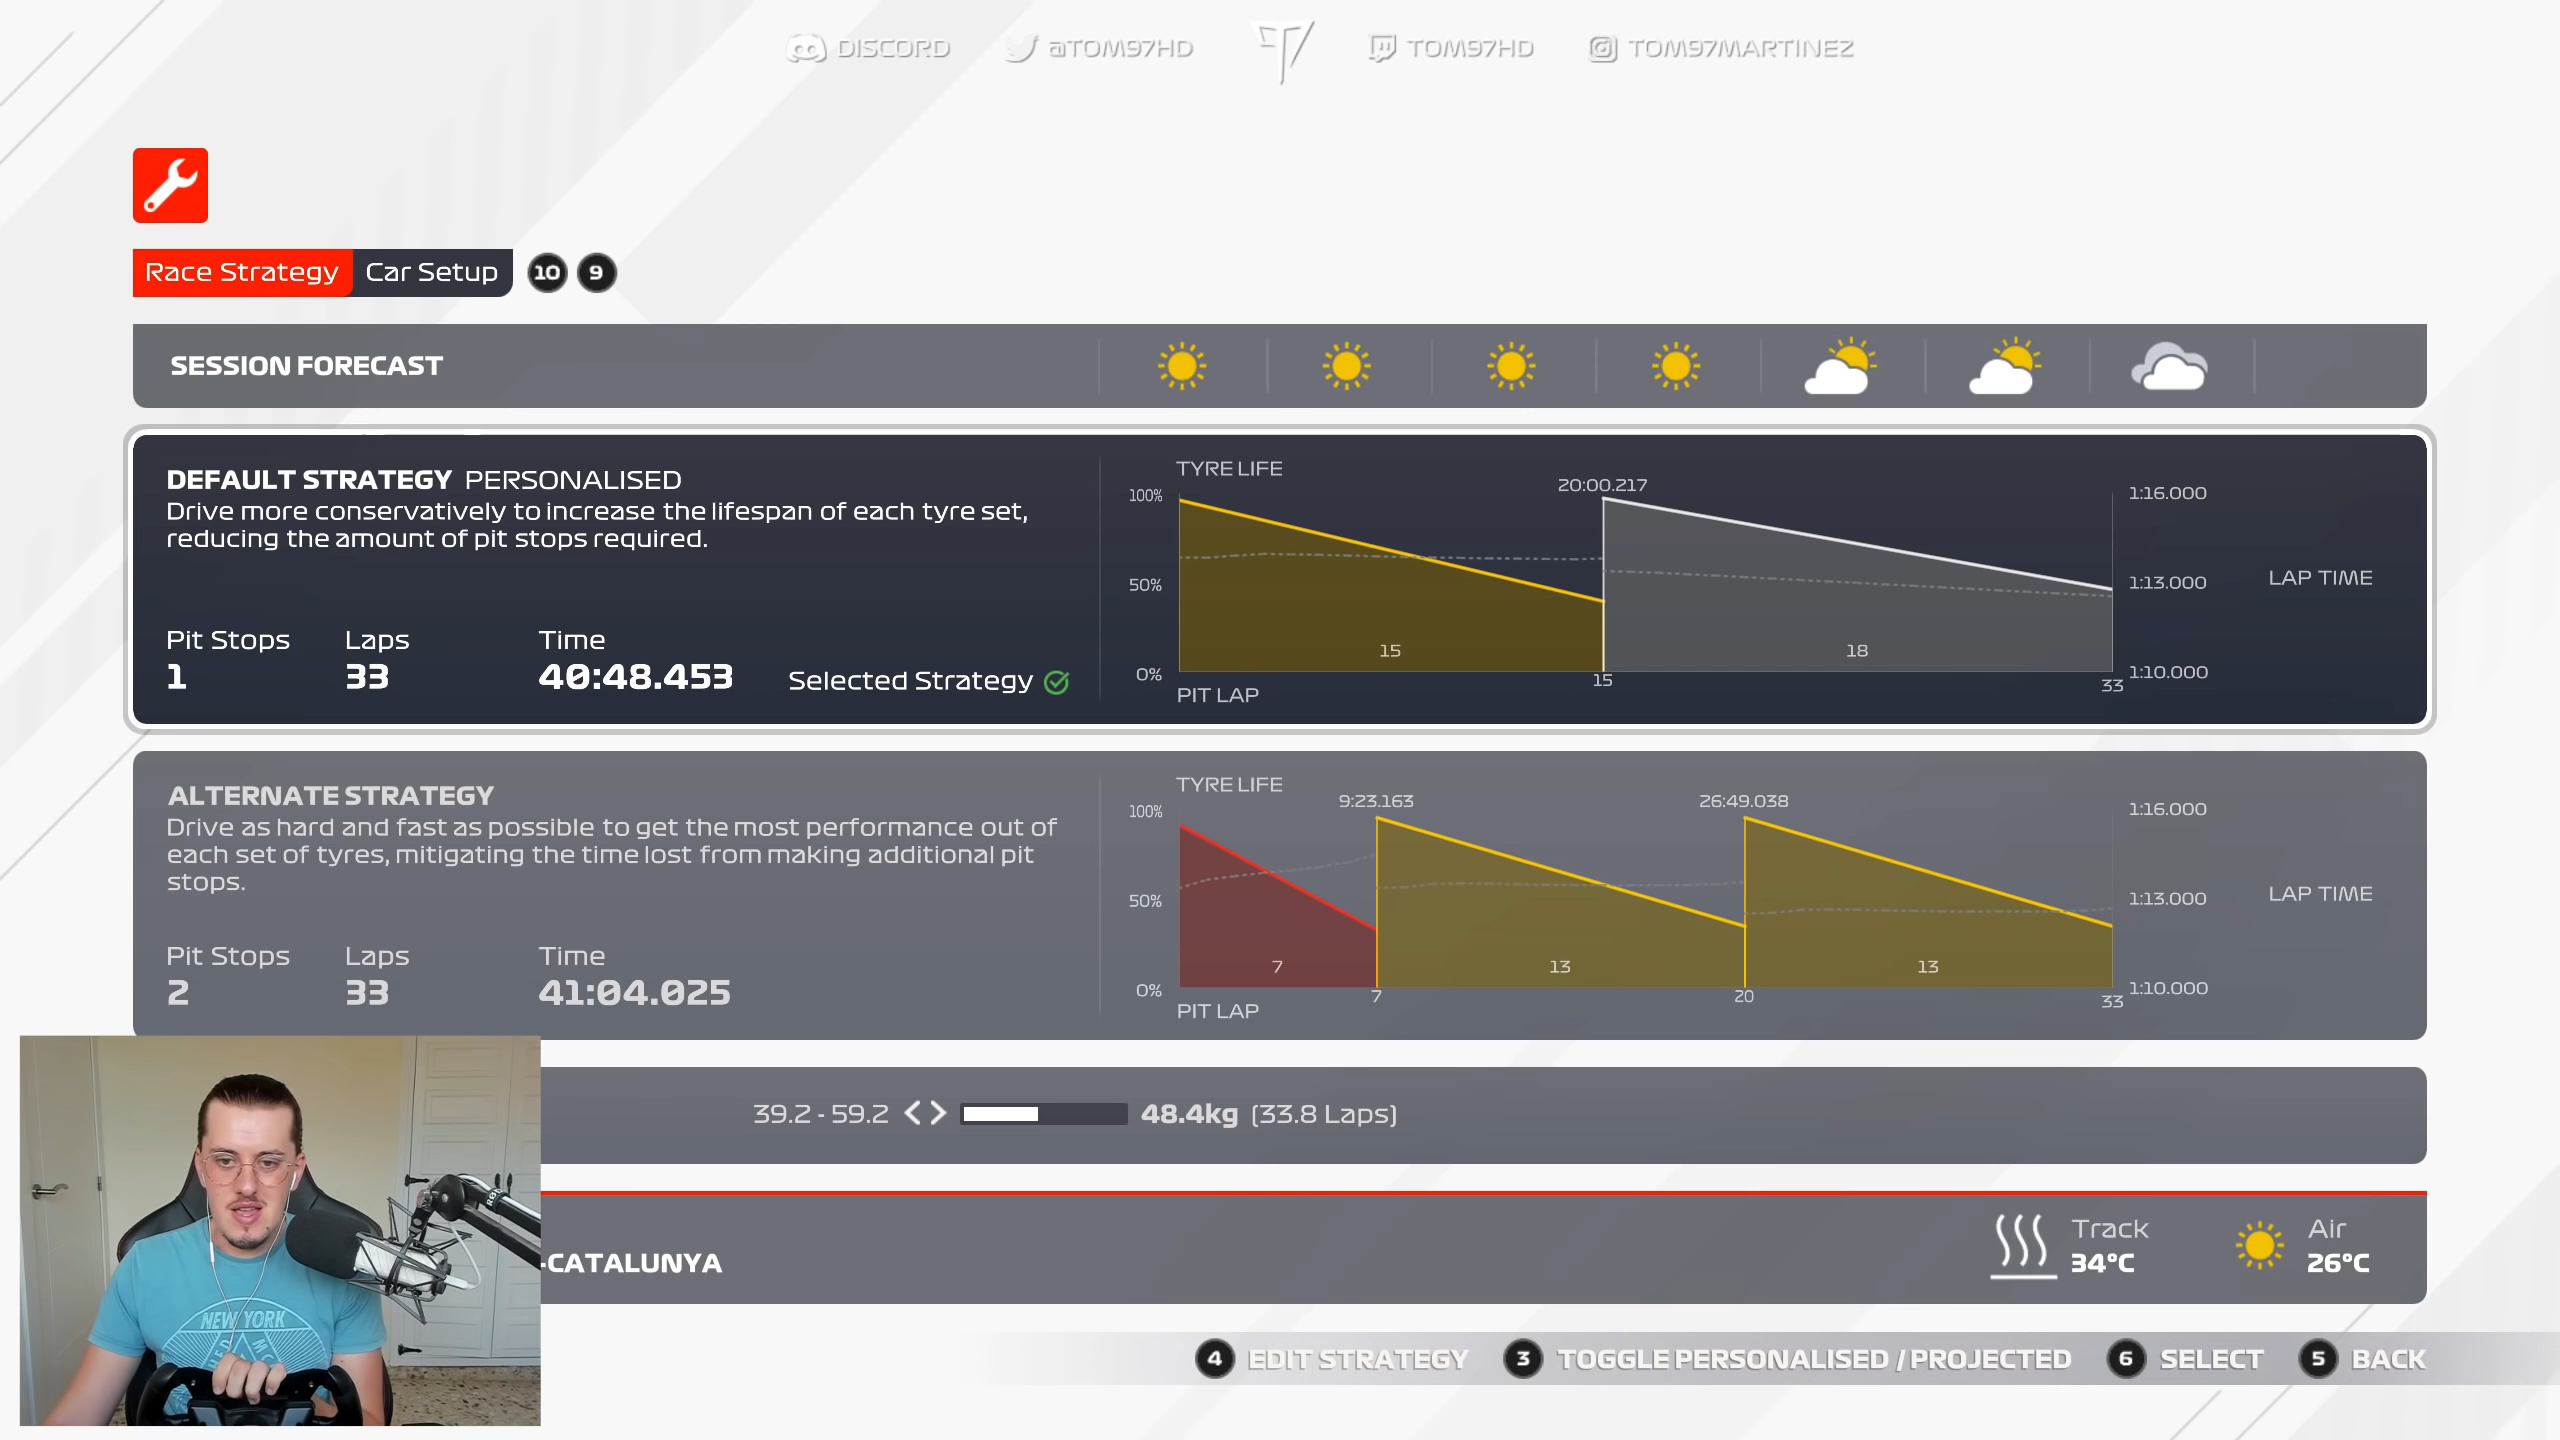 DISCORD @TOM97HD TOM97HD TOM97MARTINEZ
Race Strategy Car Setup 10 9
SESSION FORECAST
DEFAULT STRATEGY PERSONALISED
Drive more conservatively to increase the lifespan of each tyre set,
reducing the amount of pit stops required.
Pit Stops Laps Time
1 33 40:48.453 Selected Strategy
TYRE LIFE
20:00.217
100% 1:16.000
50% 1:13.000 LAP TIME
15 18
0% 1:10.000
15 33
PIT LAP
ALTERNATE STRATEGY
Drive as hard and fast as possible to get the most performance out of
each set of tyres, mitigating the time lost from making additional pit
stops.
Pit Stops Laps Time
2 33 41:04.025
TYRE LIFE
9:23.163 26:49.038
100% 1:16.000
50% 1:13.000 LAP TIME
7 13 13
0% 1:10.000
7 20 33
PIT LAP
39.2 - 59.2 48.4kg (33.8 Laps)
-CATALUNYA
Track
34°C
Air
26°C
NEW YORK
4 EDIT STRATEGY 3 TOGGLE PERSONALISED / PROJECTED 6 SELECT 5 BACK